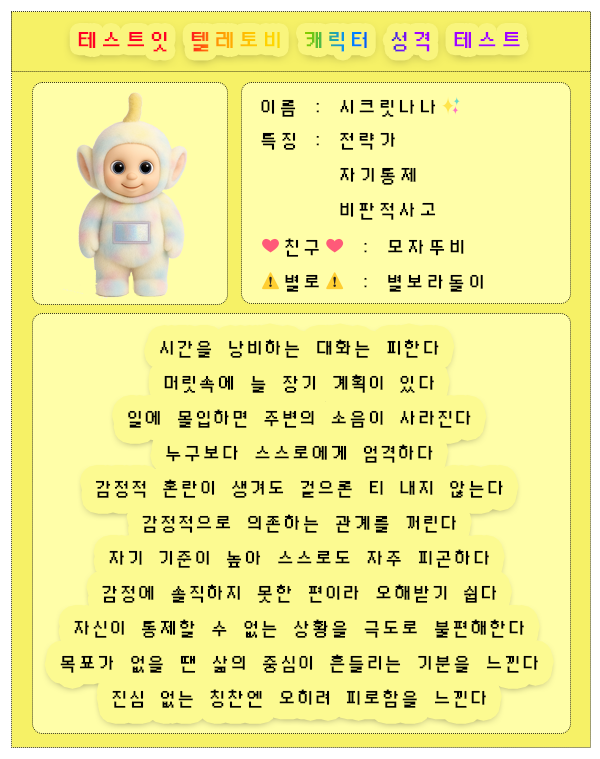 테스트잇 텔레토비 캐릭터 성격 테스트
이름 : 시크릿나나✨
특징 : 전략가
자기통제
비판적사고
❤️친구❤️ : 모자뚜비
⚠️별로⚠️ : 별보라돌이
시간을 낭비하는 대화는 피한다
머릿속에 늘 장기 계획이 있다
일에 몰입하면 주변의 소음이 사라진다
누구보다 스스로에게 엄격하다
감정적 혼란이 생겨도 겉으론 티 내지 않는다
감정적으로 의존하는 관계를 꺼린다
자기 기준이 높아 스스로도 자주 피곤하다
감정에 솔직하지 못한 편이라 오해받기 쉽다
자신이 통제할 수 없는 상황을 극도로 불편해한다
목표가 없을 땐 삶의 중심이 흔들리는 기분을 느낀다
진심 없는 칭찬엔 오히려 피로함을 느낀다